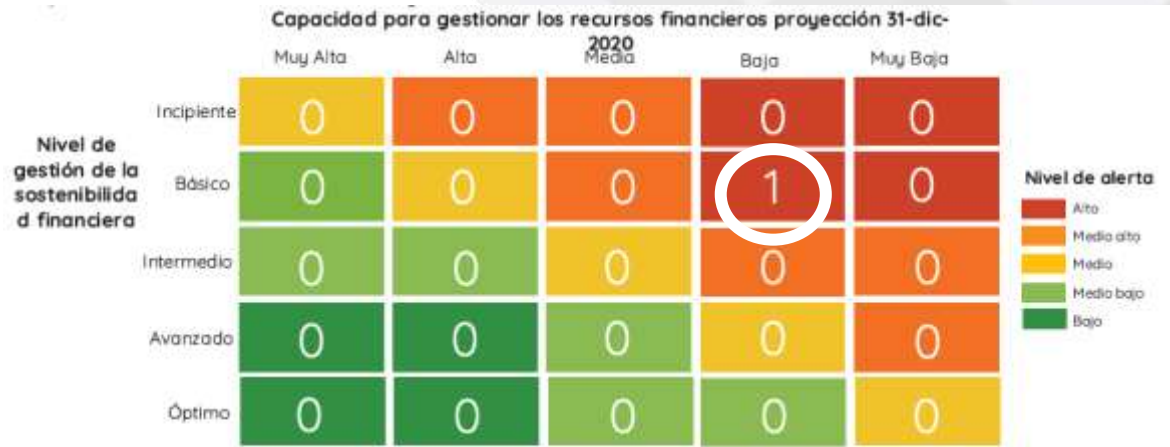 Capacidad para gestionar los recursos financieros proyección 31-dic-
2020
Muy Alta Alta Media Baja Muy Baja
Incipiente 0 0 0 0 0
Nivel de
gestión de la
sostenibilida
d financiera
Básico 0 0 0 1 0
Intermedio 0 0 0 0 0
Avanzado 0 0 0 0 0
Óptimo 0 0 0 0 0
Nivel de alerta
Alto
Medio alto
Medio
Medio bajo
Bajo